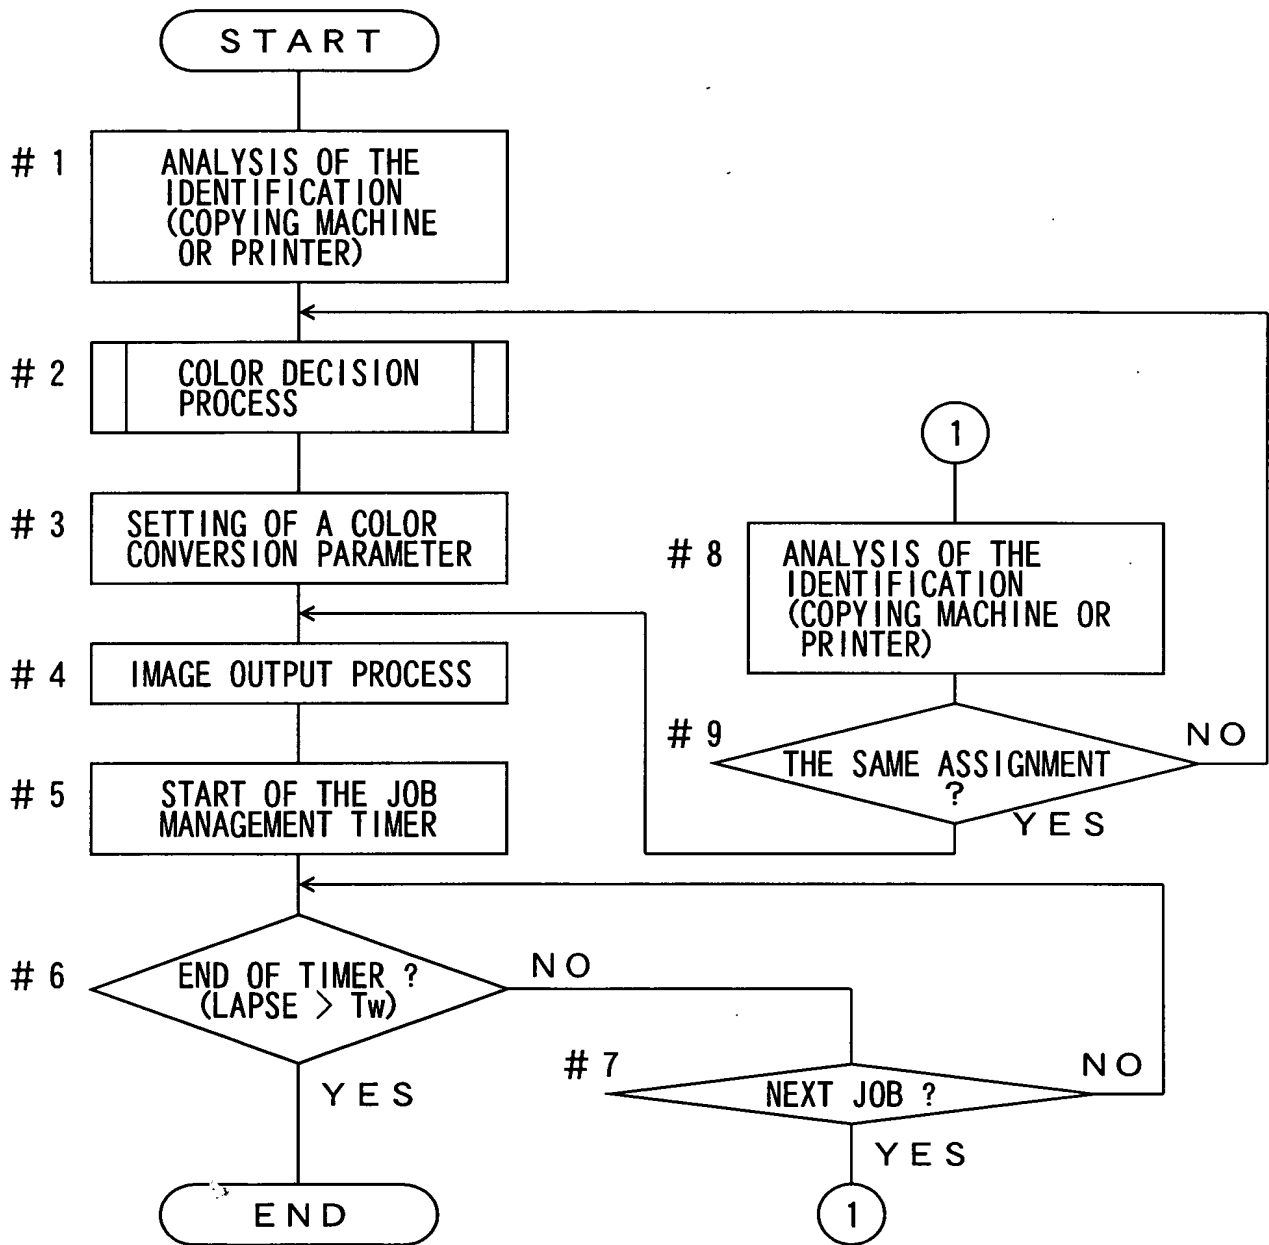 START
# 1
ANALYSIS OF THE
IDENTIFICATION
(COPYING MACHINE
OR PRINTER)
# 2
COLOR DECISION
PROCESS
# 3
SETTING OF A COLOR
CONVERSION PARAMETER
# 4
IMAGE OUTPUT PROCESS
# 5
START OF THE JOB
MANAGEMENT TIMER
# 6
END OF TIMER ?
(LAPSE > Tw)
NO
YES
END
# 7
NEXT JOB ?
NO
YES
1
1
# 8
ANALYSIS OF THE
IDENTIFICATION
(COPYING MACHINE OR
PRINTER)
# 9
THE SAME ASSIGNMENT
?
NO
YES